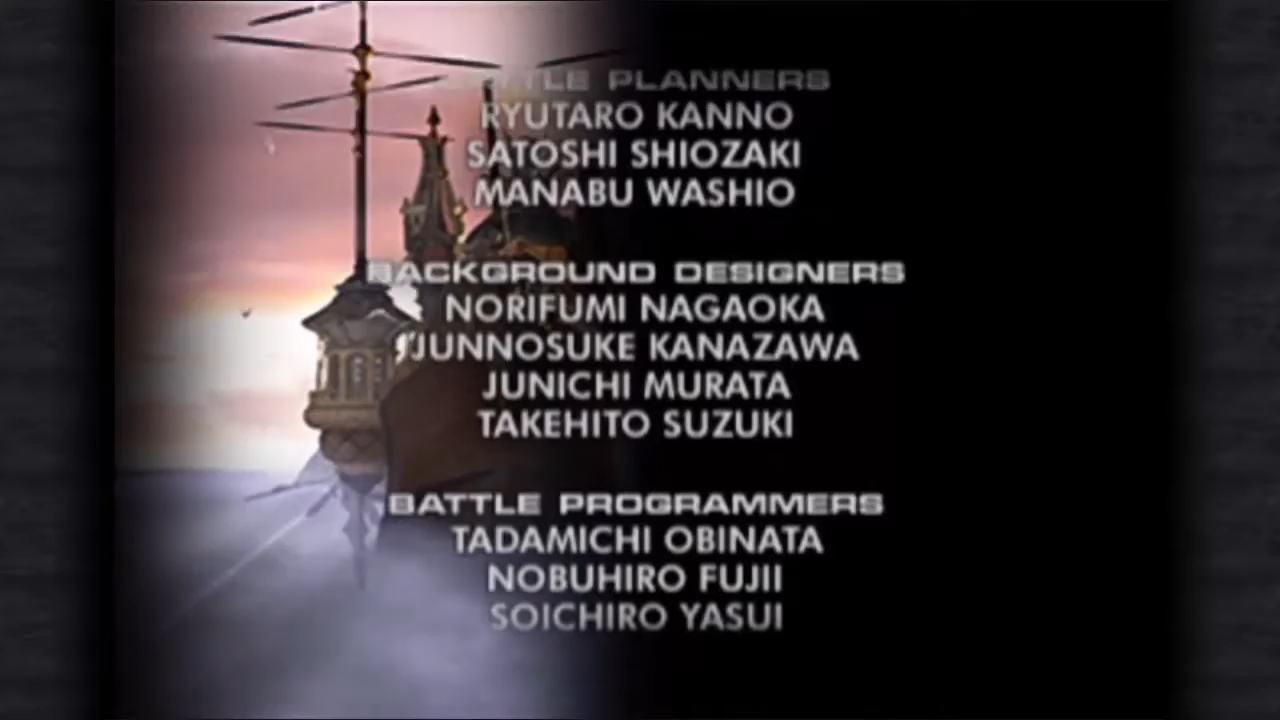 BATTLE PLANNERS
RYUTARO KANNO
SATOSHI SHIOZAKI
MANABU WASHIO
BACKGROUND DESIGNERS
NORIFUMI NAGAOKA
JUNNOSUKE KANAZAWA
JUNICHI MURATA
TAKEHITO SUZUKI
BATTLE PROGRAMMERS
TADAMICHI OBINATA
NOBUHIRO FUJII
SOICHIRO YASUI